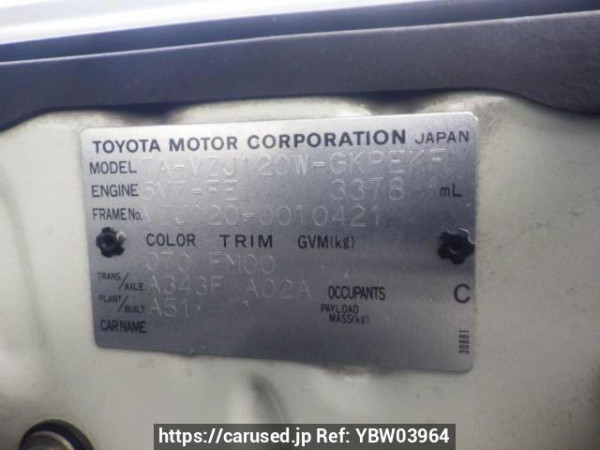 TOYOTA MOTOR CORPORATION JAPAN
MODEL TA-VZJ120W-GKPEKF
ENGINE 5VZ-FE 3378 mL
FRAME No. VZJ120-0010421
COLOR TRIM GVM(kg)
070 FM00
TRANS./AXLE A343F A02A OCCUPANTS C
PLANT/BUILT A51 PAYLOAD MASS(kg)
CAR NAME
30881
https://carused.jp Ref: YBW03964